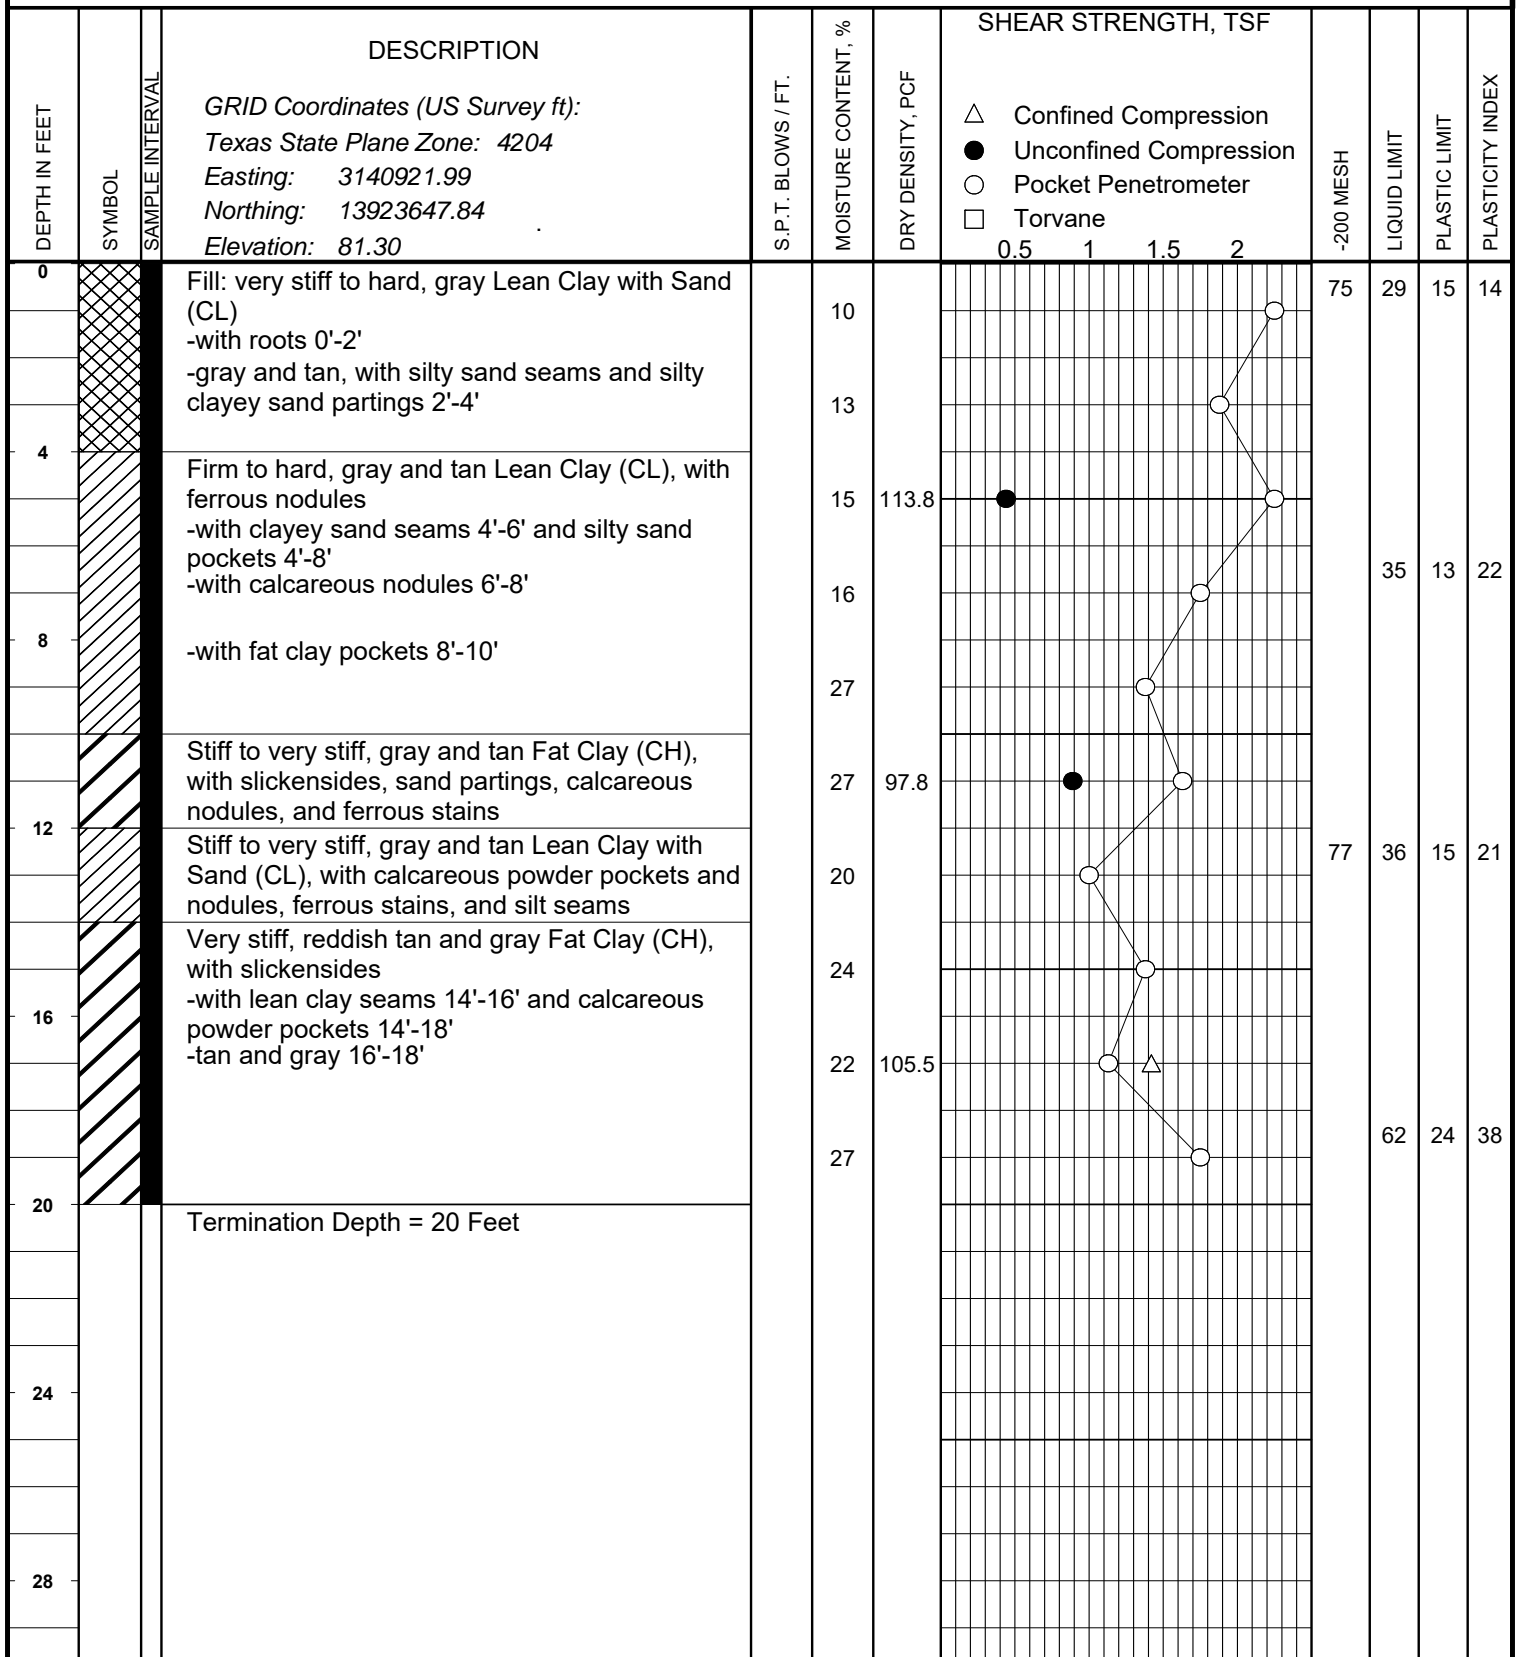 DEPTH IN FEET
SYMBOL
SAMPLE INTERVAL
DESCRIPTION
GRID Coordinates (US Survey ft):
Texas State Plane Zone: 4204
Easting: 3140921.99
Northing: 13923647.84
.
Elevation: 81.30
S.P.T. BLOWS / FT.
MOISTURE CONTENT, %
DRY DENSITY, PCF
SHEAR STRENGTH, TSF
Confined Compression
Unconfined Compression
Pocket Penetrometer
Torvane
0.5 1 1.5 2
-200 MESH
LIQUID LIMIT
PLASTIC LIMIT
PLASTICITY INDEX
0
Fill: very stiff to hard, gray Lean Clay with Sand
75 29 15 14
(CL)
10
-with roots 0'-2'
-gray and tan, with silty sand seams and silty
clayey sand partings 2'-4'
13
4
Firm to hard, gray and tan Lean Clay (CL), with
ferrous nodules
15 113.8
-with clayey sand seams 4'-6' and silty sand
pockets 4'-8'
35 13 22
-with calcareous nodules 6'-8'
16
8
-with fat clay pockets 8'-10'
27
Stiff to very stiff, gray and tan Fat Clay (CH),
with slickensides, sand partings, calcareous
27 97.8
nodules, and ferrous stains
12
Stiff to very stiff, gray and tan Lean Clay with
77 36 15 21
Sand (CL), with calcareous powder pockets and
20
nodules, ferrous stains, and silt seams
Very stiff, reddish tan and gray Fat Clay (CH),
with slickensides
24
-with lean clay seams 14'-16' and calcareous
16
powder pockets 14'-18'
-tan and gray 16'-18'
22 105.5
62 24 38
27
20
Termination Depth = 20 Feet
24
28